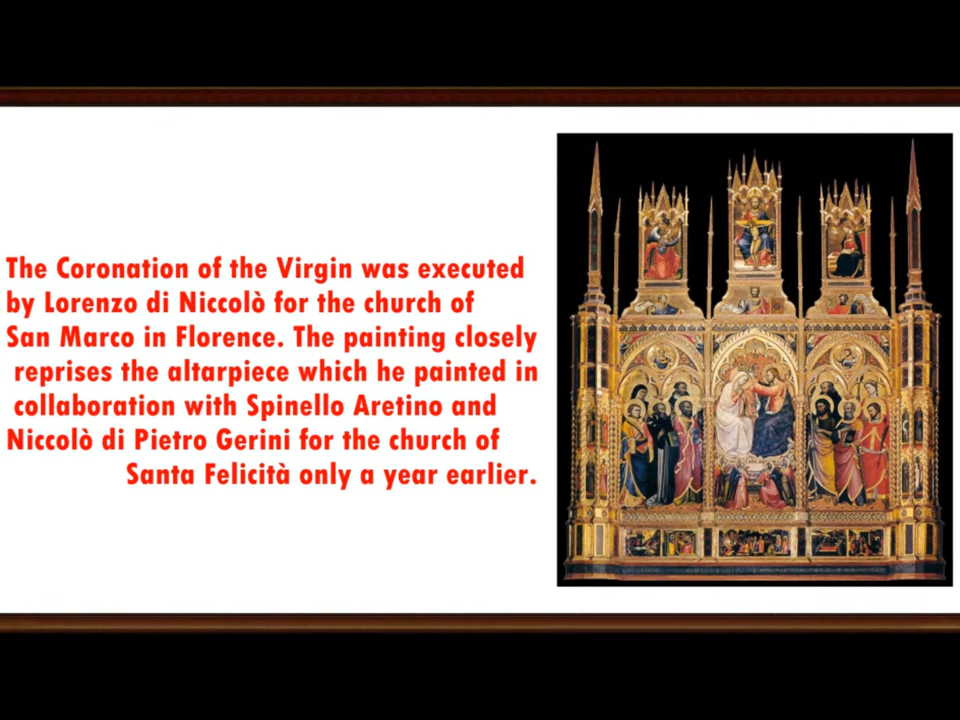 The Coronation of the Virgin was executed
by Lorenzo di Niccolò for the church of
San Marco in Florence. The painting closely
reprises the altarpiece which he painted in
collaboration with Spinello Aretino and
Niccolò di Pietro Gerini for the church of
Santa Felicità only a year earlier.